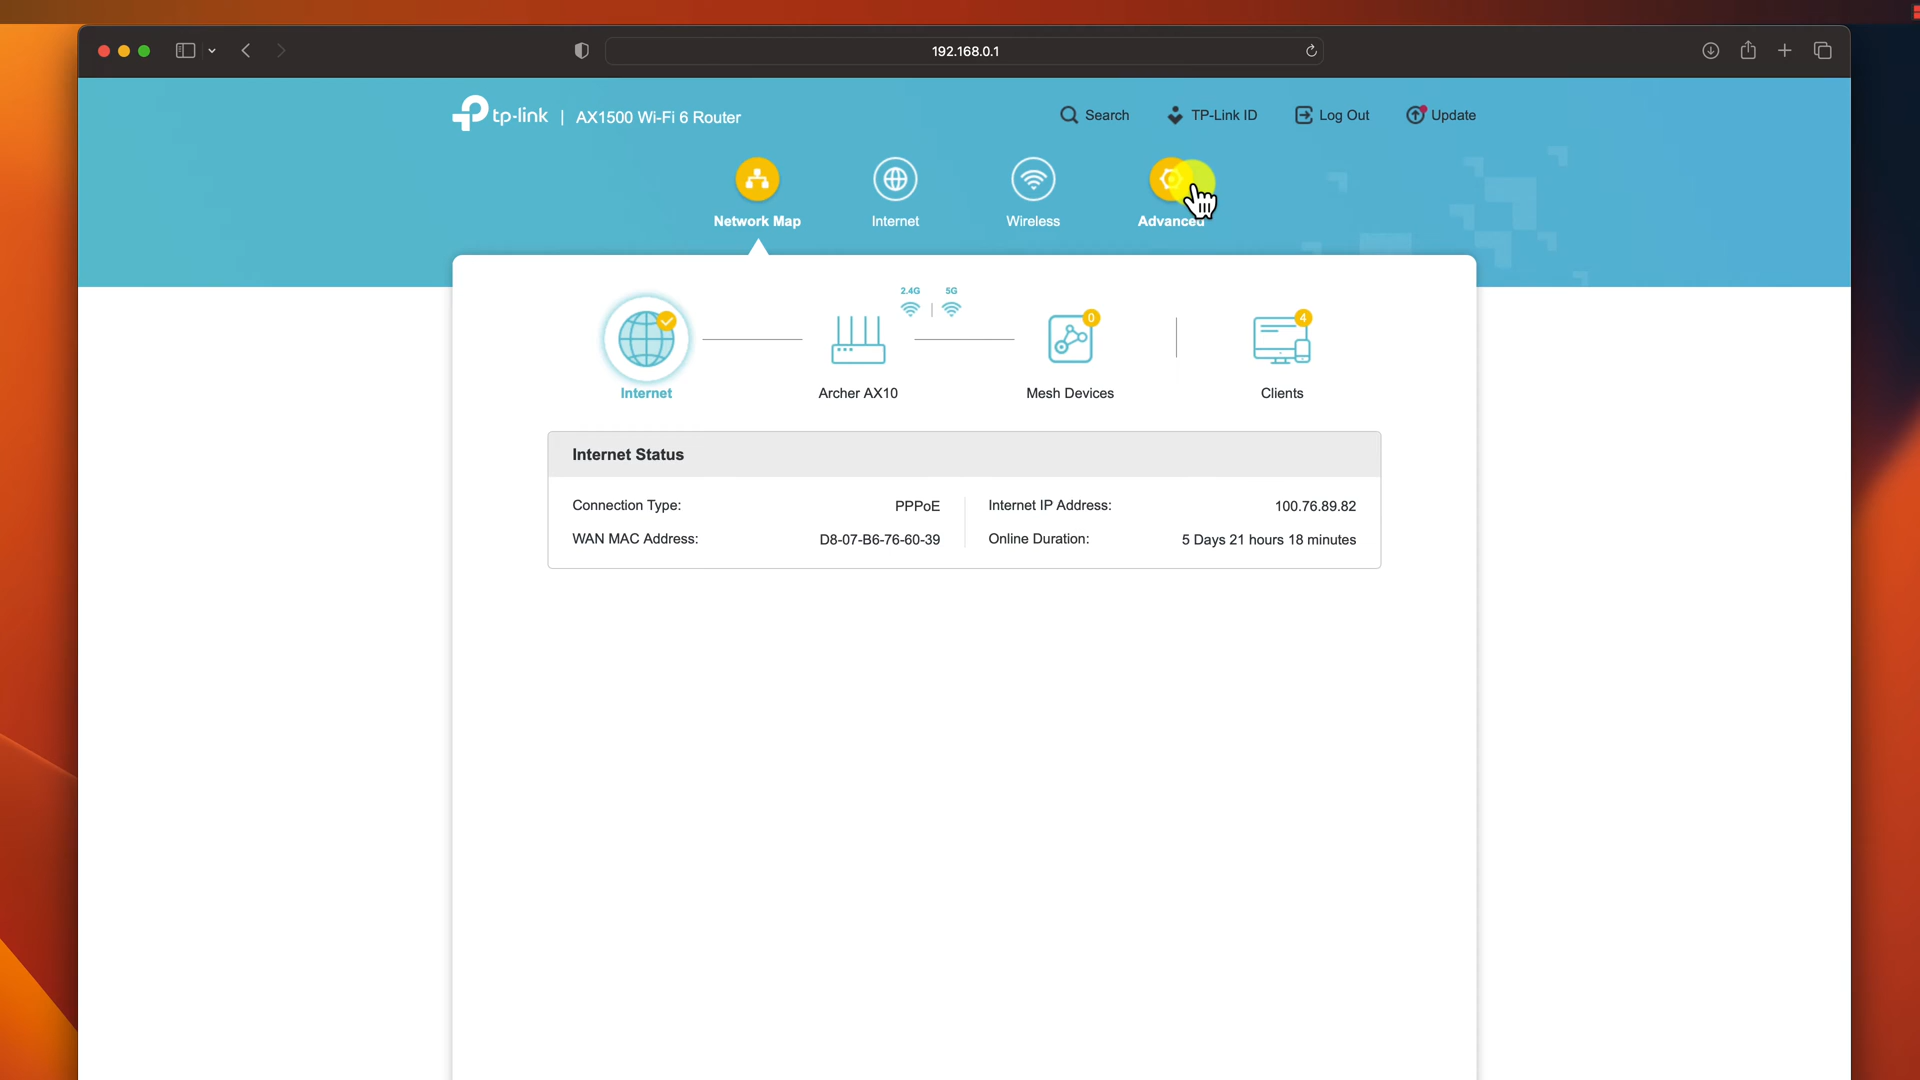 192.168.0.1
tp-link | AX1500 Wi-Fi 6 Router
Search
TP-Link ID
Log Out
Update
Network Map
Internet
Wireless
Advanced
2.4G
5G
0
4
Internet
Archer AX10
Mesh Devices
Clients
Internet Status
Connection Type: PPPoE
Internet IP Address: 100.76.89.82
WAN MAC Address: D8-07-B6-76-60-39
Online Duration: 5 Days 21 hours 18 minutes